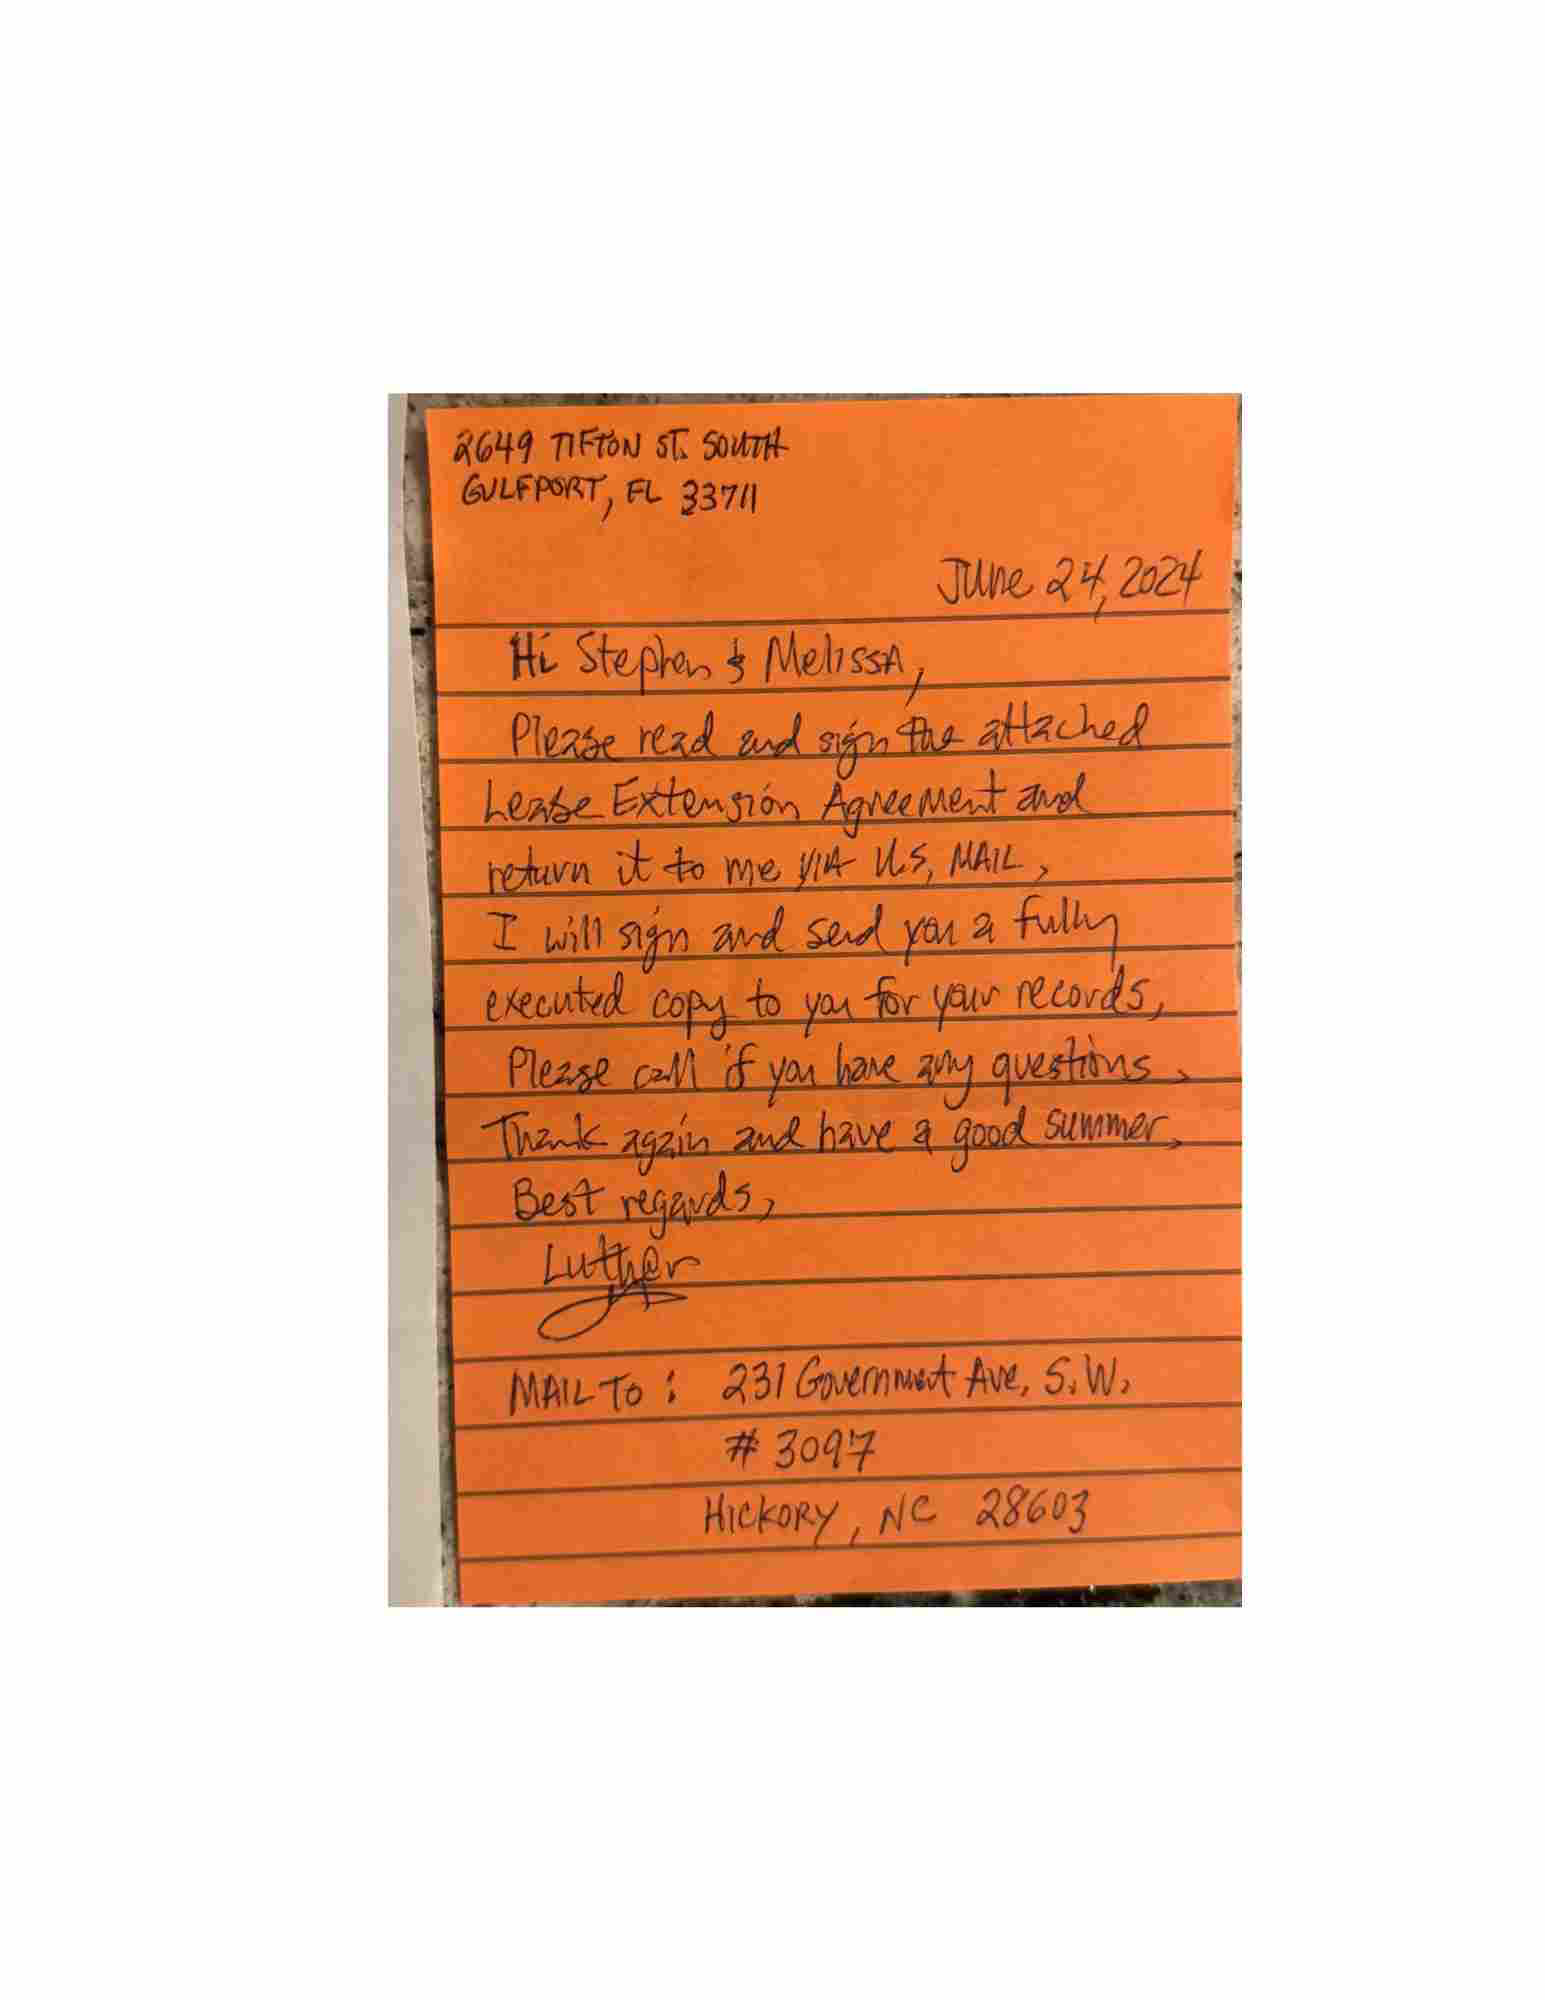 2649 TIFTON ST. SOUTH
GULFPORT, FL 33711
June 24, 2024
Hi Stephen & Melissa,
Please read and sign the attached
Lease Extension Agreement and
return it to me VIA U.S. MAIL.
I will sign and send you a fully
executed copy to you for your records.
Please call if you have any questions.
Thank again and have a good summer.
Best regards,
Luther
MAIL TO: 231 Government Ave. S.W.
# 3097
HICKORY, NC 28603